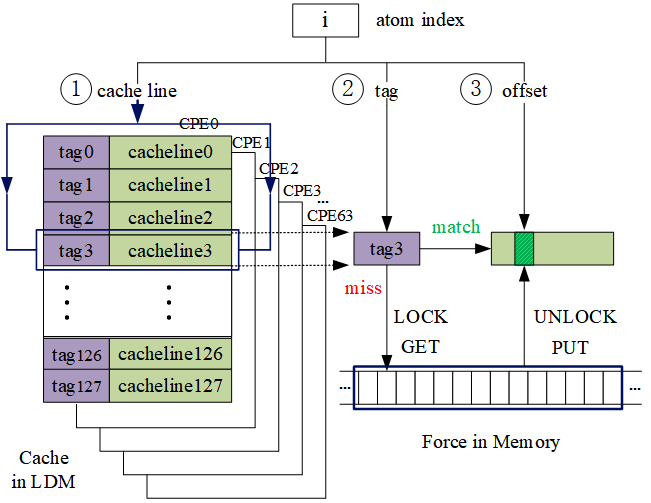 i
atom index
① cache line
② tag
③ offset
CPE0
CPE1
CPE2
CPE3
...
CPE63
tag0 cacheline0
tag1 cacheline1
tag2 cacheline2
tag3 cacheline3
tag126 cacheline126
tag127 cacheline127
tag3
match
miss
LOCK
GET
UNLOCK
PUT
...
...
Force in Memory
Cache
in LDM